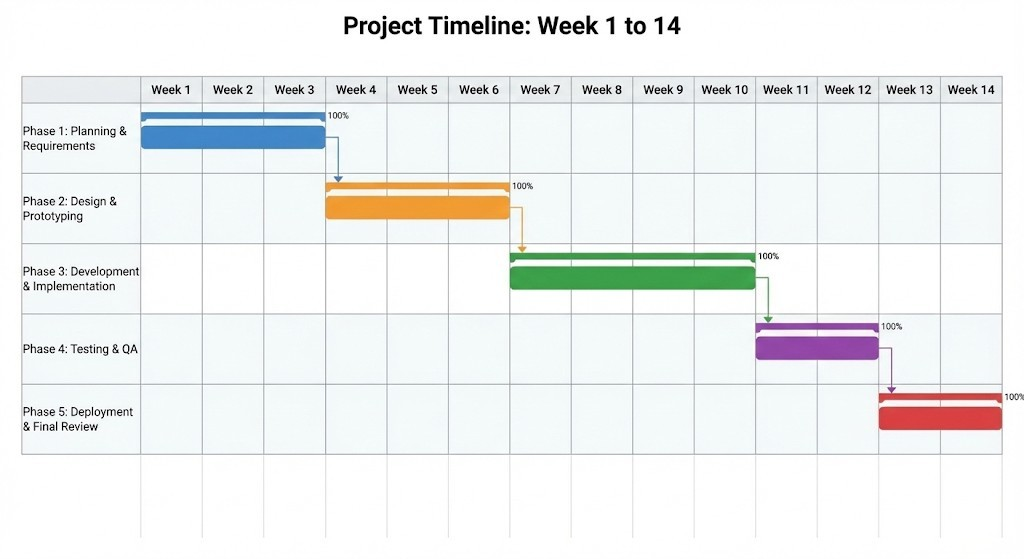 Project Timeline: Week 1 to 14
Week 1 Week 2 Week 3 Week 4 Week 5 Week 6 Week 7 Week 8 Week 9 Week 10 Week 11 Week 12 Week 13 Week 14
100%
Phase 1: Planning &
Requirements
100%
Phase 2: Design &
Prototyping
100%
Phase 3: Development
& Implementation
100%
Phase 4: Testing & QA
100%
Phase 5: Deployment
& Final Review